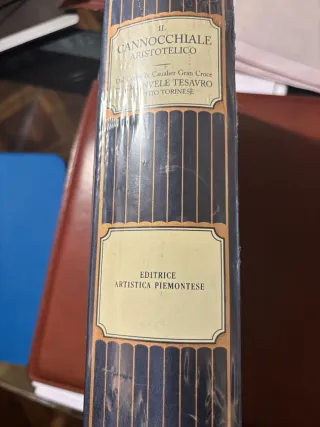 IL
CANNOCCHIALE
ARISTOTELICO
Cavalier Gran Croce
TESAVRO
TORINESE
EDITRICE
ARTISTICA PIEMONTESE